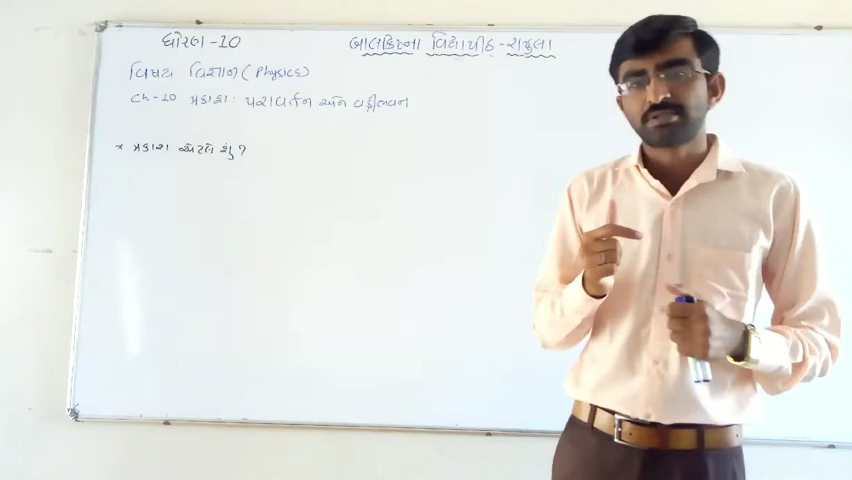 ધોરણ-10
બાલક્રિષ્ના વિદ્યાપીઠ-રાજુલા
વિષય વિજ્ઞાન (Physics)
Ch-10 પ્રકાશ: પરાવર્તન અને વક્રીભવન
* પ્રકાશ એટલે શું?